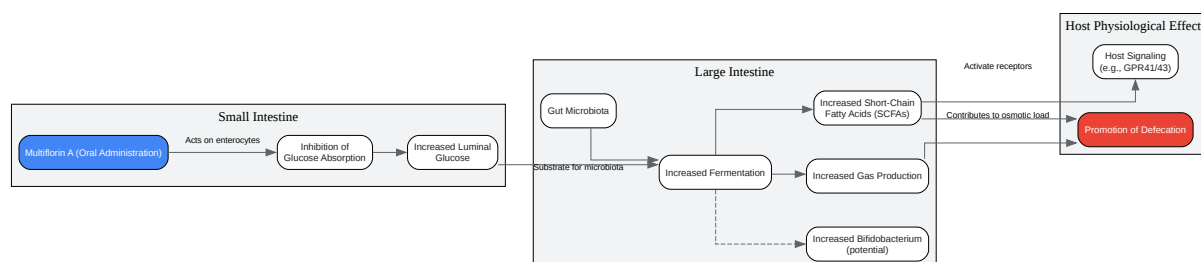 Small Intestine
Multiflorin A (Oral Administration)
Acts on enterocytes
Inhibition of
Glucose Absorption
Increased Luminal
Glucose
Large Intestine
Gut Microbiota
Substrate for microbiota
Increased Fermentation
Increased Short-Chain
Fatty Acids (SCFAs)
Increased Gas Production
Increased Bifidobacterium
(potential)
Activate receptors
Contributes to osmotic load
Host Physiological Effect
Host Signaling
(e.g., GPR41/43)
Promotion of Defecation